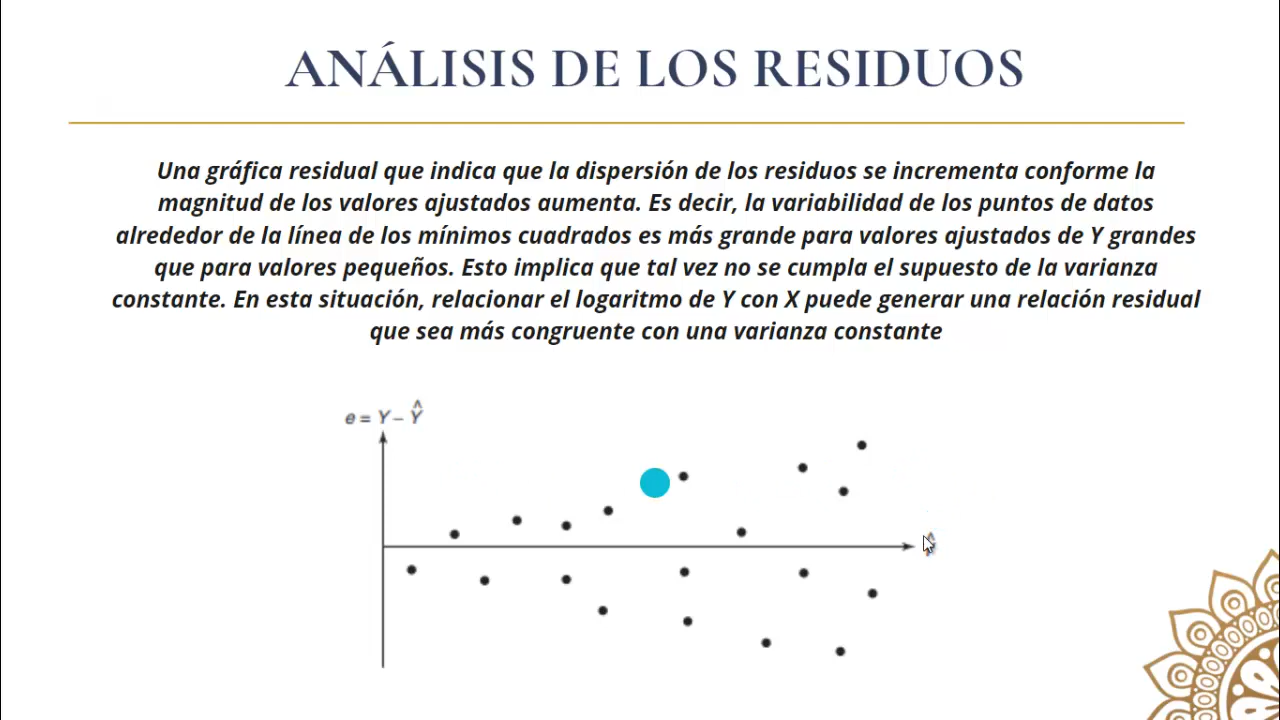 ANÁLISIS DE LOS RESIDUOS
Una gráfica residual que indica que la dispersión de los residuos se incrementa conforme la
magnitud de los valores ajustados aumenta. Es decir, la variabilidad de los puntos de datos
alrededor de la línea de los mínimos cuadrados es más grande para valores ajustados de Y grandes
que para valores pequeños. Esto implica que tal vez no se cumpla el supuesto de la varianza
constante. En esta situación, relacionar el logaritmo de Y con X puede generar una relación residual
que sea más congruente con una varianza constante
e = Y – Ŷ